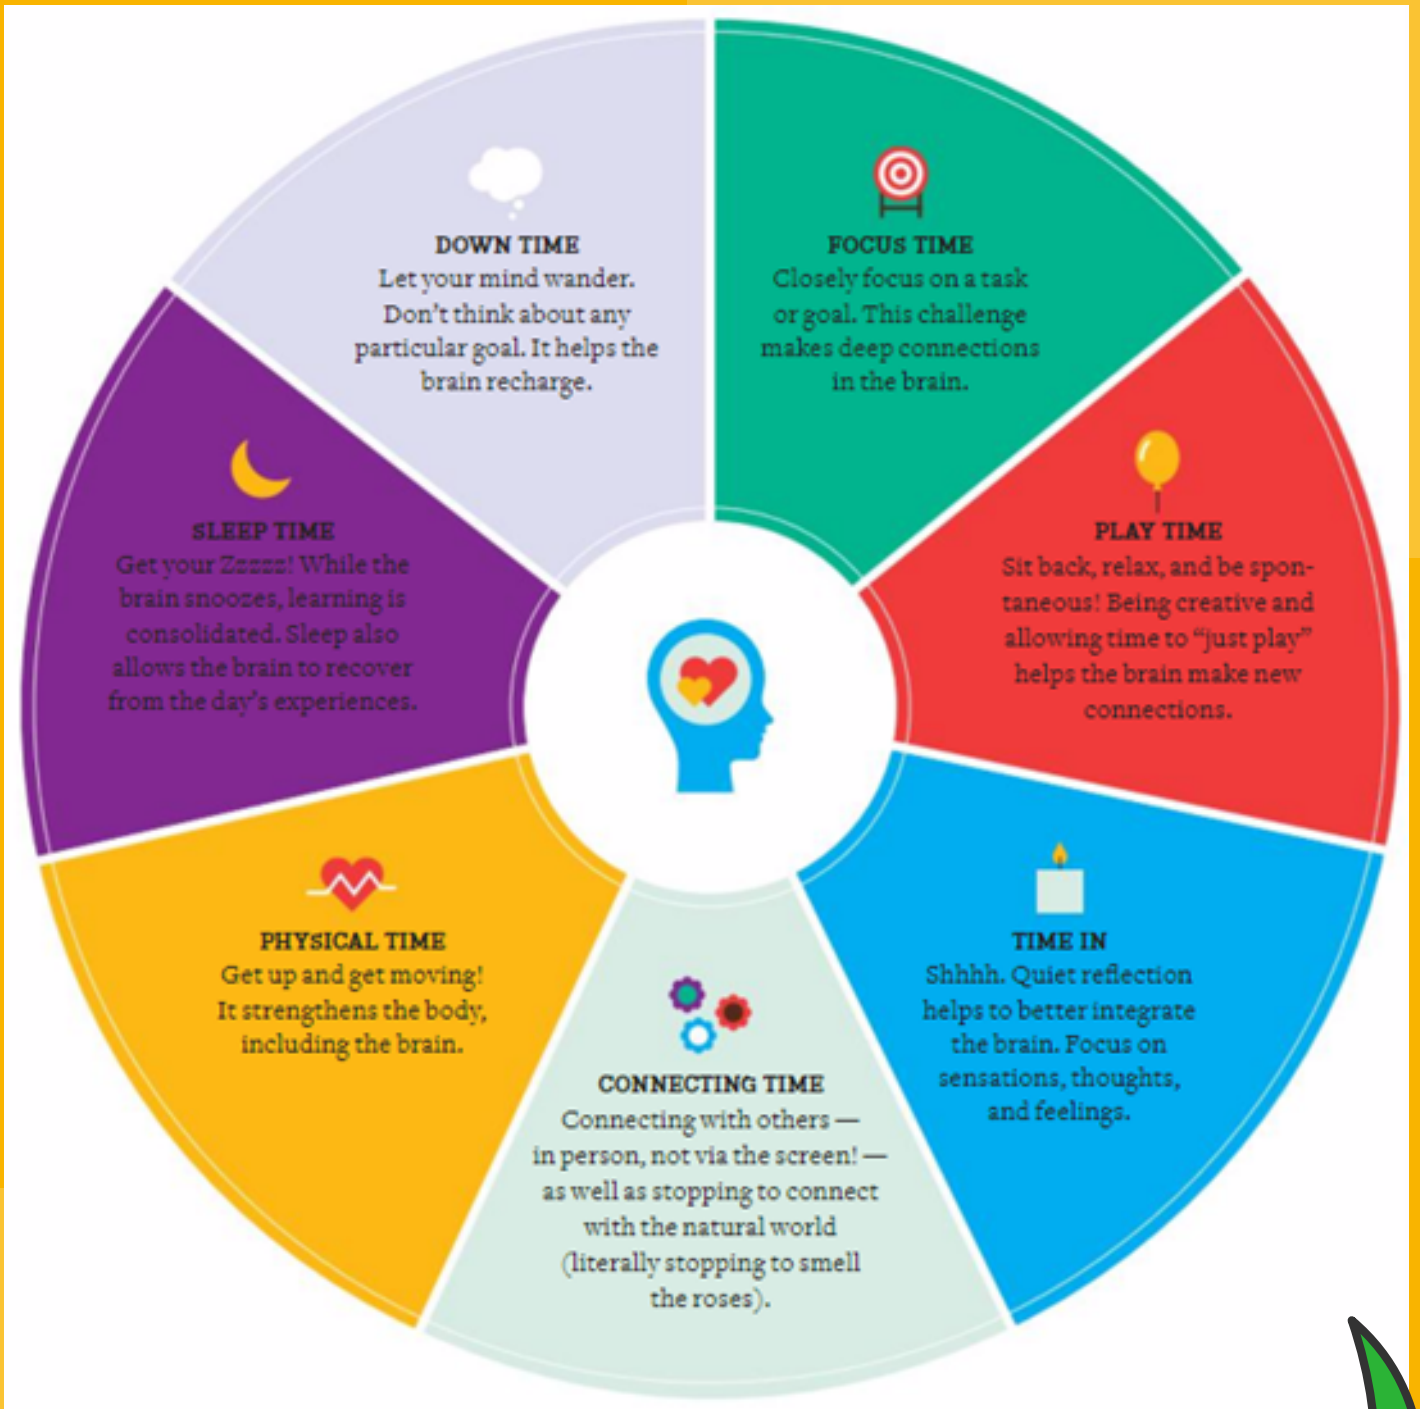 DOWN TIME
Let your mind wander.
Don't think about any
particular goal. It helps the
brain recharge.
FOCUS TIME
Closely focus on a task
or goal. This challenge
makes deep connections
in the brain.
SLEEP TIME
Get your Zzzzz! While the
brain snoozes, learning is
consolidated. Sleep also
allows the brain to recover
from the day's experiences.
PLAY TIME
Sit back, relax, and be spon-
taneous! Being creative and
allowing time to “just play”
helps the brain make new
connections.
PHYSICAL TIME
Get up and get moving!
It strengthens the body,
including the brain.
TIME IN
Shhhh. Quiet reflection
helps to better integrate
the brain. Focus on
sensations, thoughts,
and feelings.
CONNECTING TIME
Connecting with others —
in person, not via the screen! —
as well as stopping to connect
with the natural world
(literally stopping to smell
the roses).